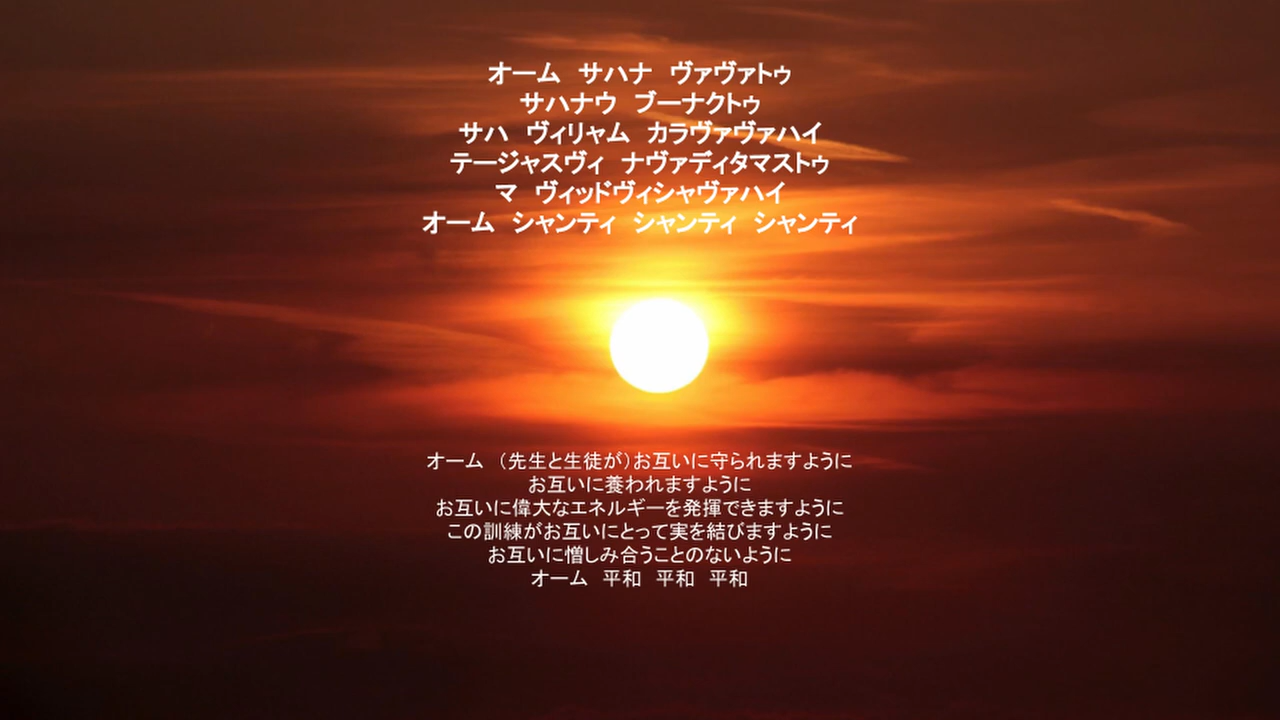 オーム　サハナ　ヴァヴァトゥ
サハナウ　ブーナクトゥ
サハ　ヴィリャム　カラヴァヴァハイ
テージャスヴィ　ナヴァディタマストゥ
マ　ヴィッドヴィシャヴァハイ
オーム　シャンティ　シャンティ　シャンティ
オーム　（先生と生徒が）お互いに守られますように
お互いに養われますように
お互いに偉大なエネルギーを発揮できますように
この訓練がお互いにとって実を結びますように
お互いに憎しみ合うことのないように
オーム　平和　平和　平和